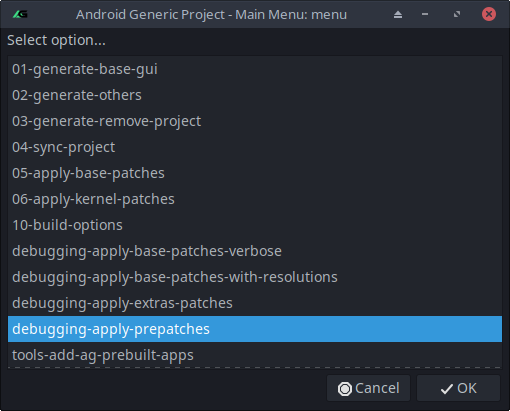 Android Generic Project - Main Menu: menu
Select option...
01-generate-base-gui
02-generate-others
03-generate-remove-project
04-sync-project
05-apply-base-patches
06-apply-kernel-patches
10-build-options
debugging-apply-base-patches-verbose
debugging-apply-base-patches-with-resolutions
debugging-apply-extras-patches
debugging-apply-prepatches
tools-add-ag-prebuilt-apps
Cancel OK